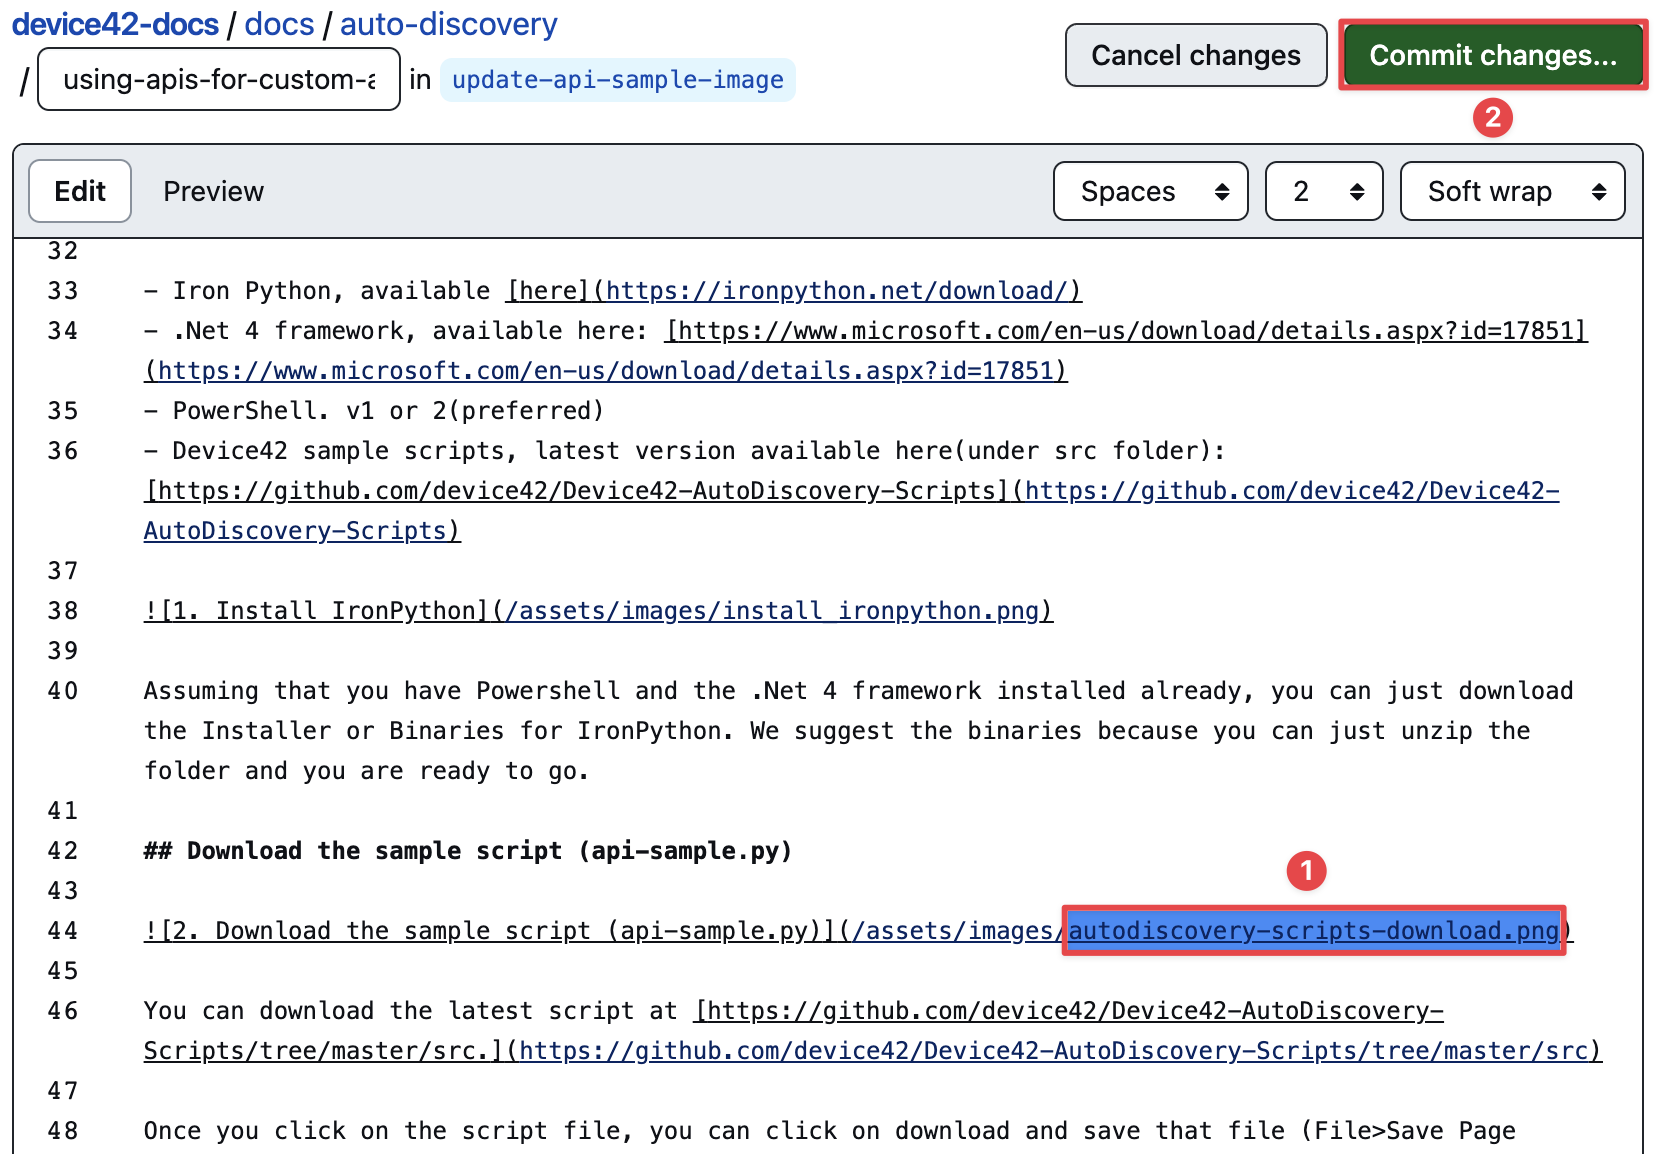 device42-docs / docs / auto-discovery
/ using-apis-for-custom-a in update-api-sample-image
Cancel changes
Commit changes...
2
Edit
Preview
Spaces
2
Soft wrap
32
33 - Iron Python, available [here](https://ironpython.net/download/)
34 - .Net 4 framework, available here: [https://www.microsoft.com/en-us/download/details.aspx?id=17851]
(https://www.microsoft.com/en-us/download/details.aspx?id=17851)
35 - PowerShell. v1 or 2(preferred)
36 - Device42 sample scripts, latest version available here(under src folder):
[https://github.com/device42/Device42-AutoDiscovery-Scripts](https://github.com/device42/Device42-
AutoDiscovery-Scripts)
37
38 ![1. Install IronPython](/assets/images/install_ironpython.png)
39
40 Assuming that you have Powershell and the .Net 4 framework installed already, you can just download
the Installer or Binaries for IronPython. We suggest the binaries because you can just unzip the
folder and you are ready to go.
41
42 ## Download the sample script (api-sample.py)
43
1
44 ![2. Download the sample script (api-sample.py)](/assets/images/autodiscovery-scripts-download.png)
45
46 You can download the latest script at [https://github.com/device42/Device42-AutoDiscovery-
Scripts/tree/master/src.](https://github.com/device42/Device42-AutoDiscovery-Scripts/tree/master/src)
47
48 Once you click on the script file, you can click on download and save that file (File>Save Page